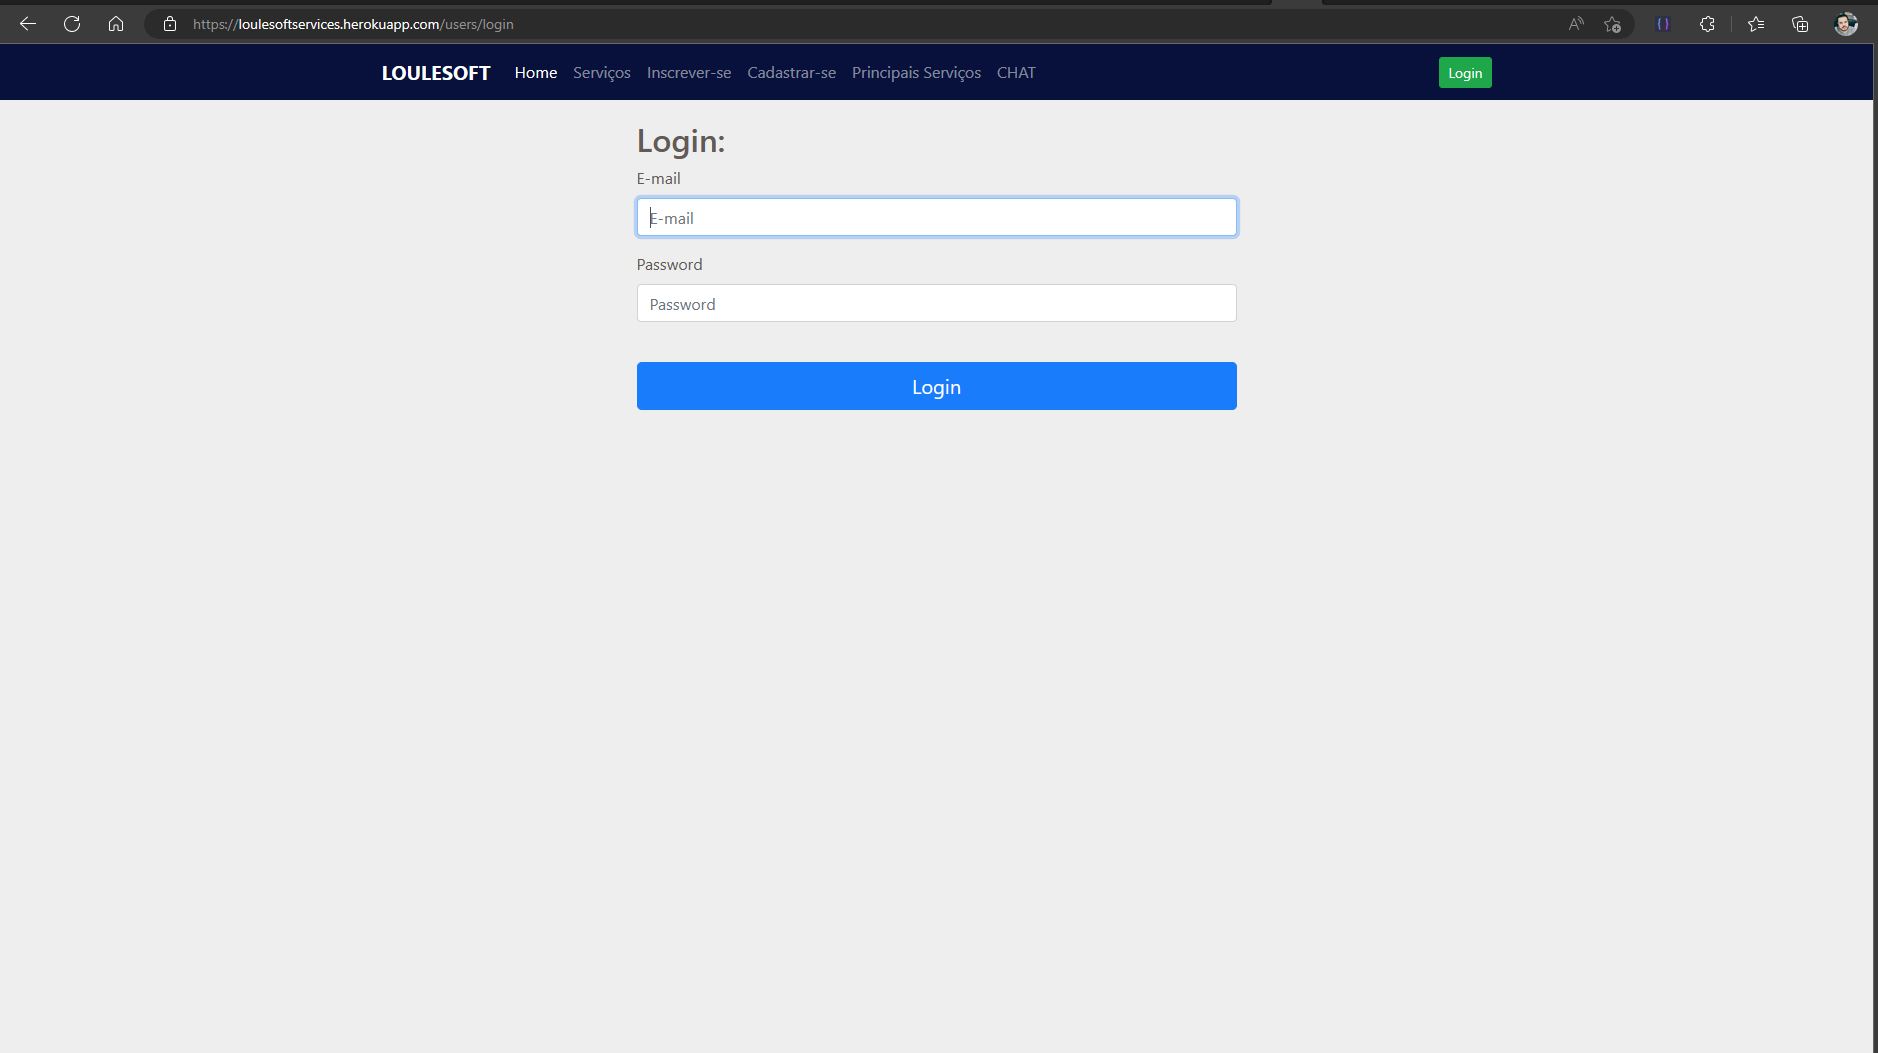 https://loulesoftservices.herokuapp.com/users/login
LOULESOFT Home Serviços Inscrever-se Cadastrar-se Principais Serviços CHAT Login
Login:
E-mail
E-mail
Password
Password
Login